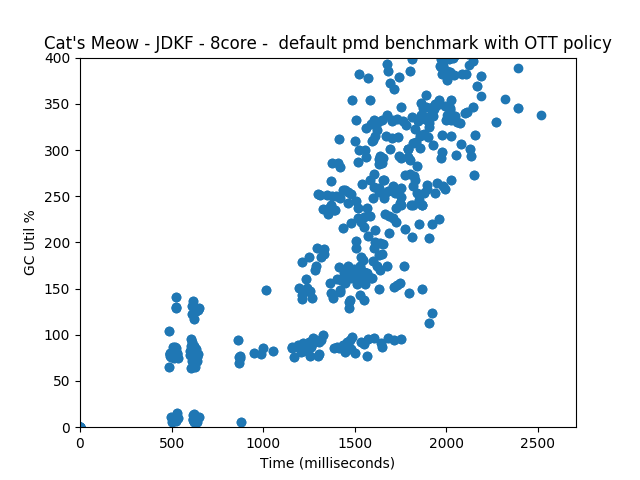 Cat's Meow - JDKF - 8core -  default pmd benchmark with OTT policy
400
350
300
250
200
150
100
50
0
GC Util %
0 500 1000 1500 2000 2500
Time (milliseconds)